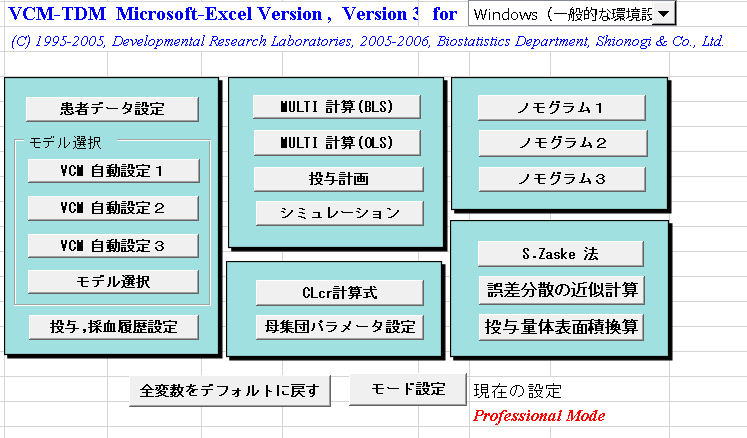 VCM-TDM Microsoft-Excel Version , Version 3 for Windows (一般的な環境設
(C) 1995-2005, Developmental Research Laboratories, 2005-2006, Biostatistics Department, Shionogi & Co., Ltd.
患者データ設定
モデル選択
VCM 自動設定１
VCM 自動設定２
VCM 自動設定３
モデル選択
投与,採血履歴設定
MULTI 計算(BLS)
MULTI 計算(OLS)
投与計画
シミュレーション
CLcr計算式
母集団パラメータ設定
ノモグラム１
ノモグラム２
ノモグラム３
S.Zaske 法
誤差分散の近似計算
投与量体表面積換算
全変数をデフォルトに戻す
モード設定
現在の設定
Professional Mode